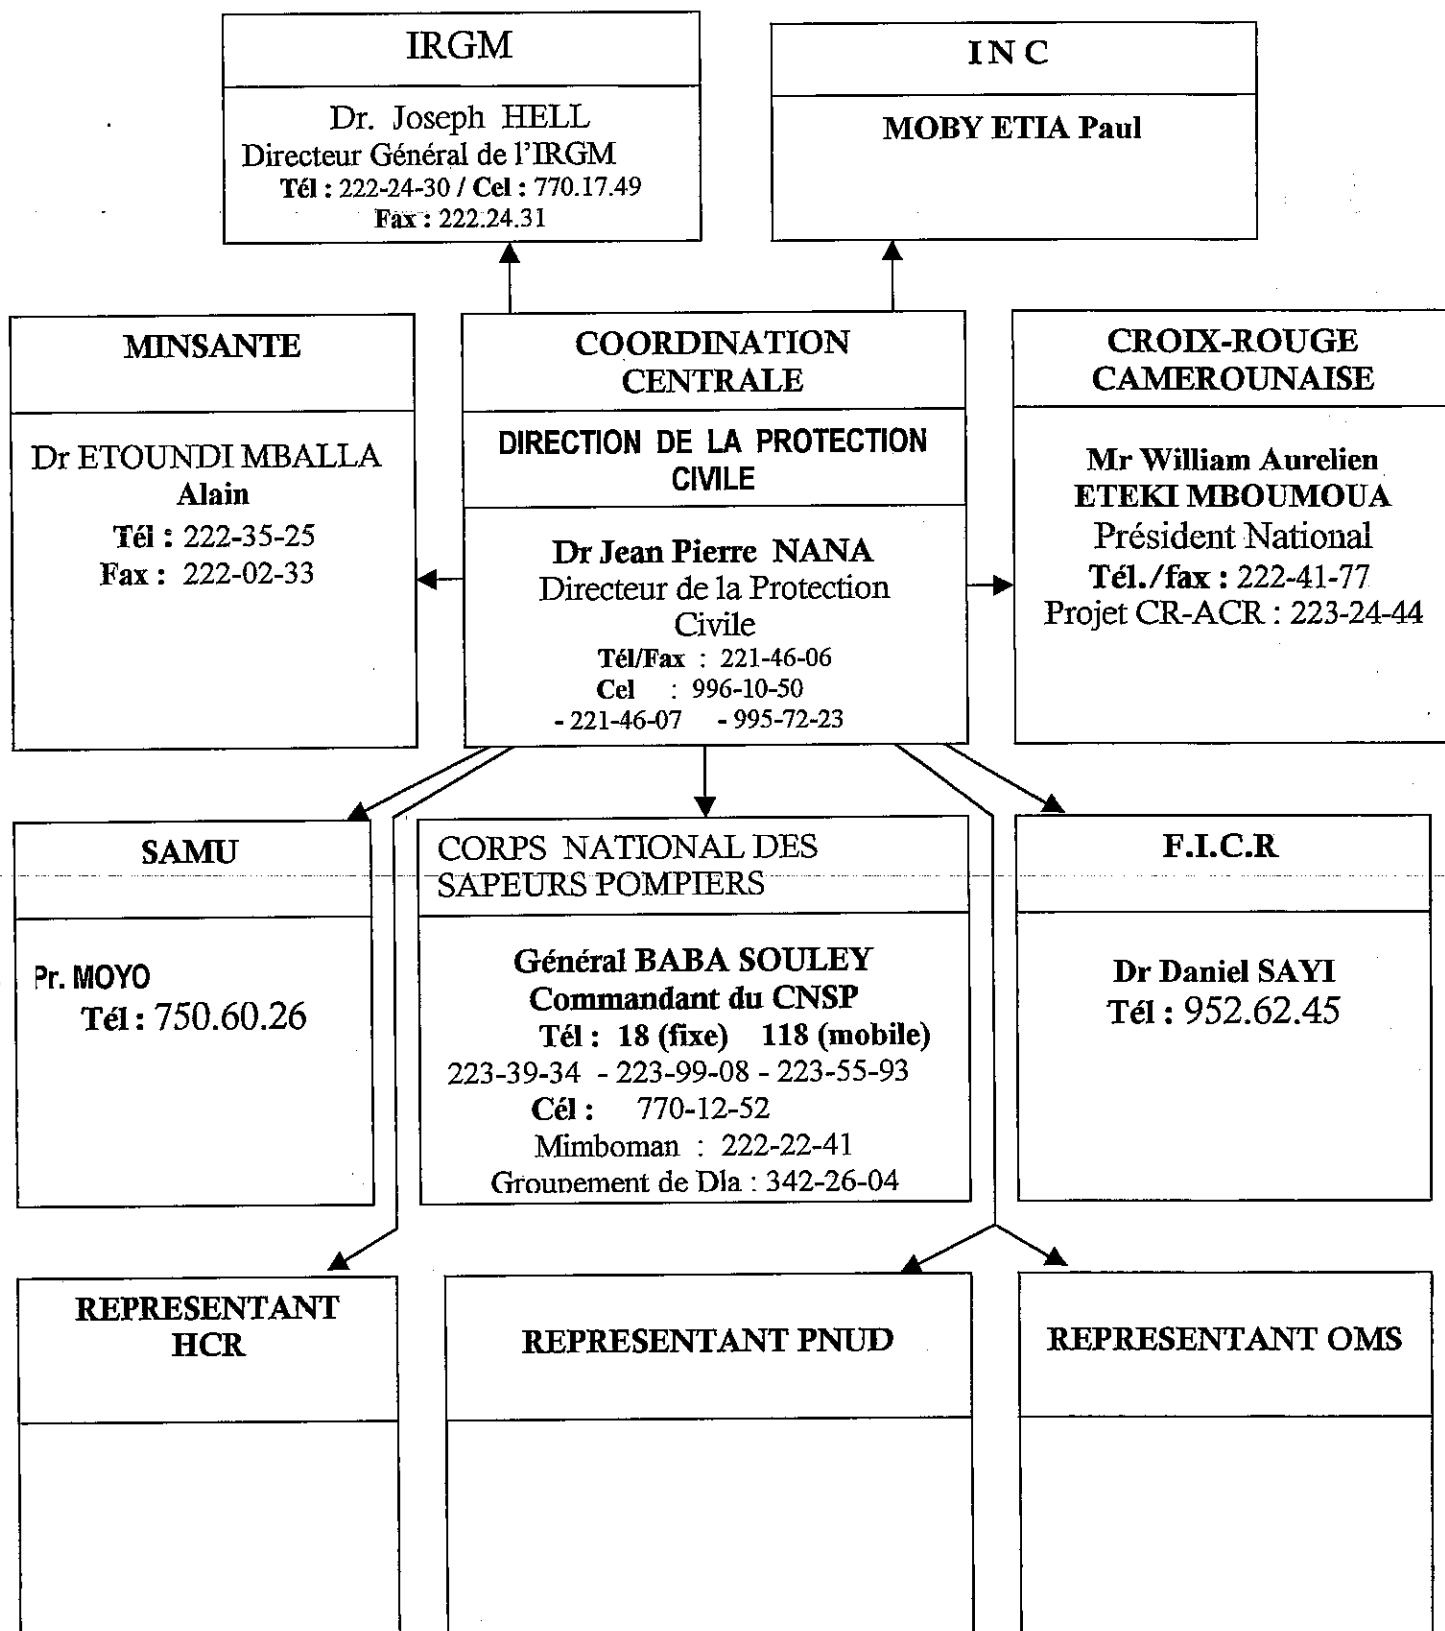 IRGM
Dr. Joseph HELL
Directeur Général de l'IRGM
Tél : 222-24-30 / Cel : 770.17.49
Fax : 222.24.31
I N C
MOBY ETIA Paul
MINSANTE
Dr ETOUNDI MBALLA
Alain
Tél : 222-35-25
Fax : 222-02-33
COORDINATION
CENTRALE
DIRECTION DE LA PROTECTION
CIVILE
Dr Jean Pierre NANA
Directeur de la Protection
Civile
Tél/Fax : 221-46-06
Cel : 996-10-50
- 221-46-07 - 995-72-23
CROIX-ROUGE
CAMEROUNAISE
Mr William Aurelien
ETEKI MBOUMOUA
Président National
Tél./fax : 222-41-77
Projet CR-ACR : 223-24-44
SAMU
Pr. MOYO
Tél : 750.60.26
CORPS NATIONAL DES
SAPEURS POMPIERS
Général BABA SOULEY
Commandant du CNSP
Tél : 18 (fixe) 118 (mobile)
223-39-34 - 223-99-08 - 223-55-93
Cél : 770-12-52
Mimboman : 222-22-41
Groupement de Dla : 342-26-04
F.I.C.R
Dr Daniel SAYI
Tél : 952.62.45
REPRESENTANT
HCR
REPRESENTANT PNUD
REPRESENTANT OMS